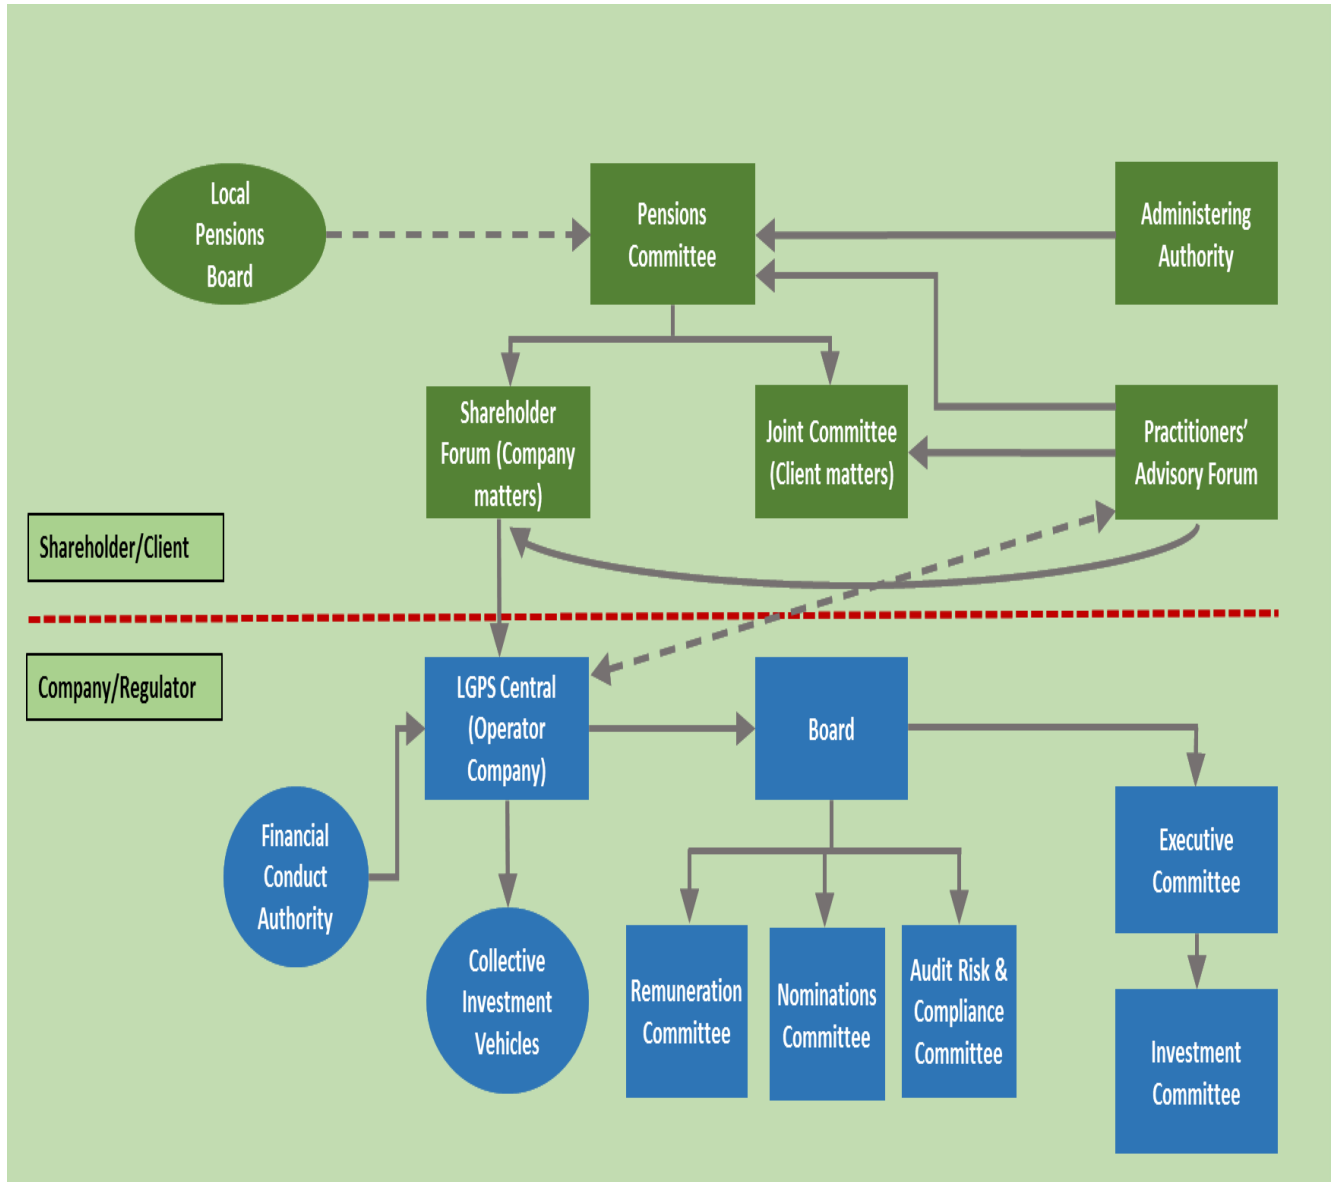 Local
Pensions
Board
Pensions
Committee
Administering
Authority
Shareholder
Forum (Company
matters)
Joint Committee
(Client matters)
Practitioners’
Advisory Forum
Shareholder/Client
Company/Regulator
LGPS Central
(Operator
Company)
Board
Financial
Conduct
Authority
Executive
Committee
Collective
Investment
Vehicles
Remuneration
Committee
Nominations
Committee
Audit Risk &
Compliance
Committee
Investment
Committee